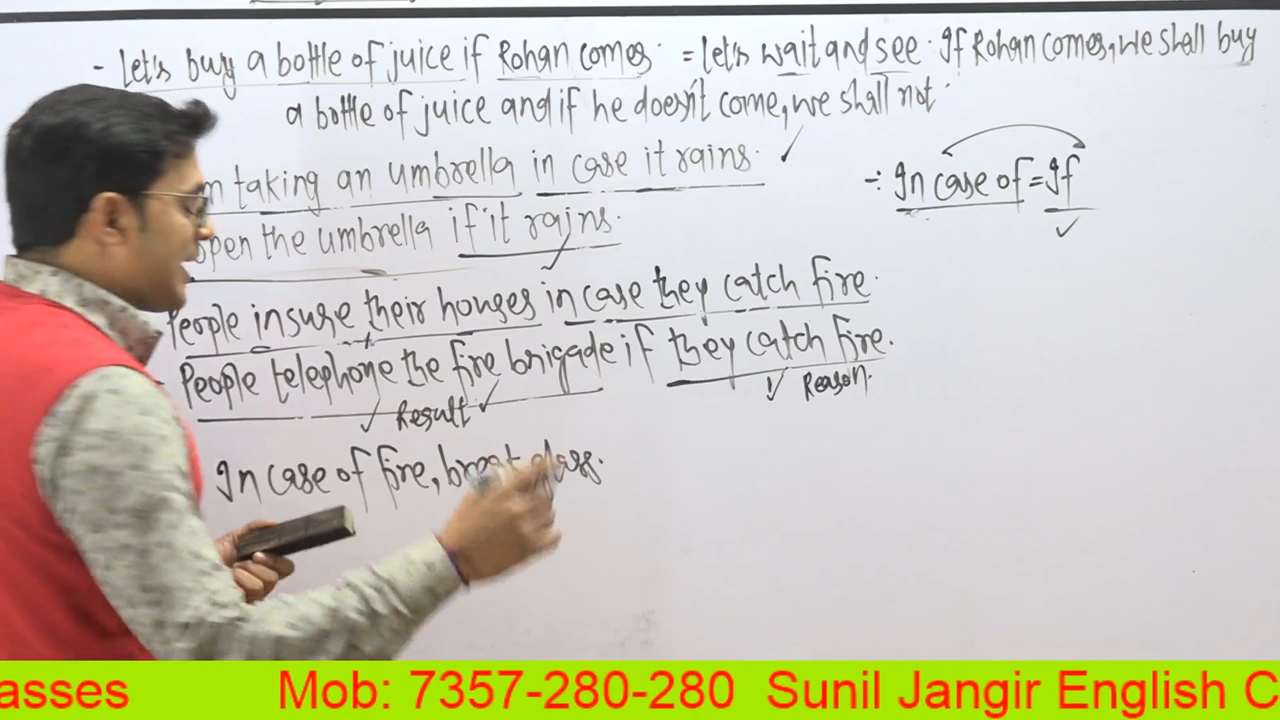 - Let's buy a bottle of juice if Rohan comes. = Let's wait and see. If Rohan comes, we shall buy
a bottle of juice and if he doesn't come, we shall not.
taking an umbrella in case it rains. ✓
open the umbrella if it rains.
-: In case of = If
People insure their houses in case they catch fire.
People telephone the fire brigade if they catch fire.
Result Reason.
In case of fire, glass.
asses Mob: 7357-280-280 Sunil Jangir English C